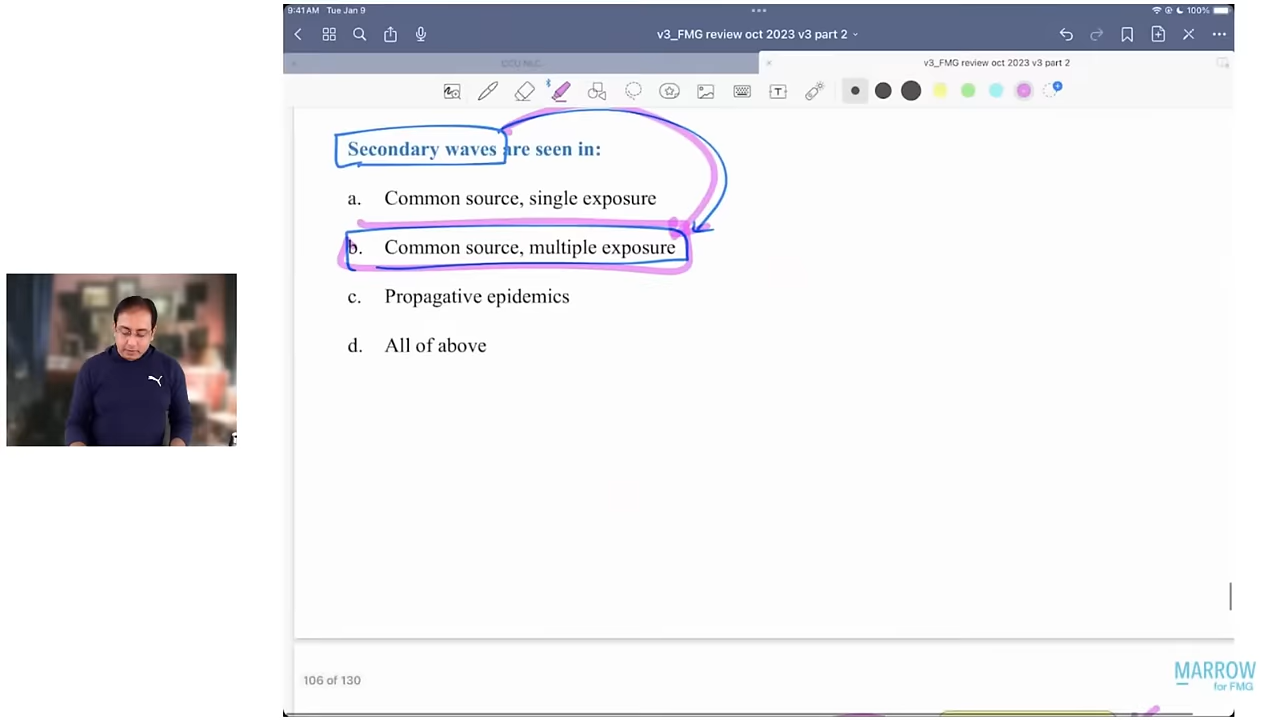 9:41 AM Tue Jan 9
100%
v3_FMG review oct 2023 v3 part 2
v3_FMG review oct 2023 v3 part 2
Secondary waves are seen in:
a. Common source, single exposure
b. Common source, multiple exposure
c. Propagative epidemics
d. All of above
106 of 130
MARROW
for FMG